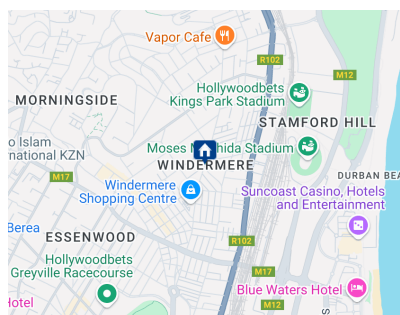 Vapor Cafe
R102
M12
Hollywoodbets
Kings Park Stadium
MORNINGSIDE
STAMFORD HILL
o Islam
rnational KZN
Moses M hida Stadium
WINDERMERE
M17
DURBAN BEA
Windermere
Shopping Centre
Suncoast Casino, Hotels
and Entertainment
Berea
ESSENWOOD
R102
Hollywoodbets
Greyville Racecourse
M17
Blue Waters Hotel
Hotel
M12